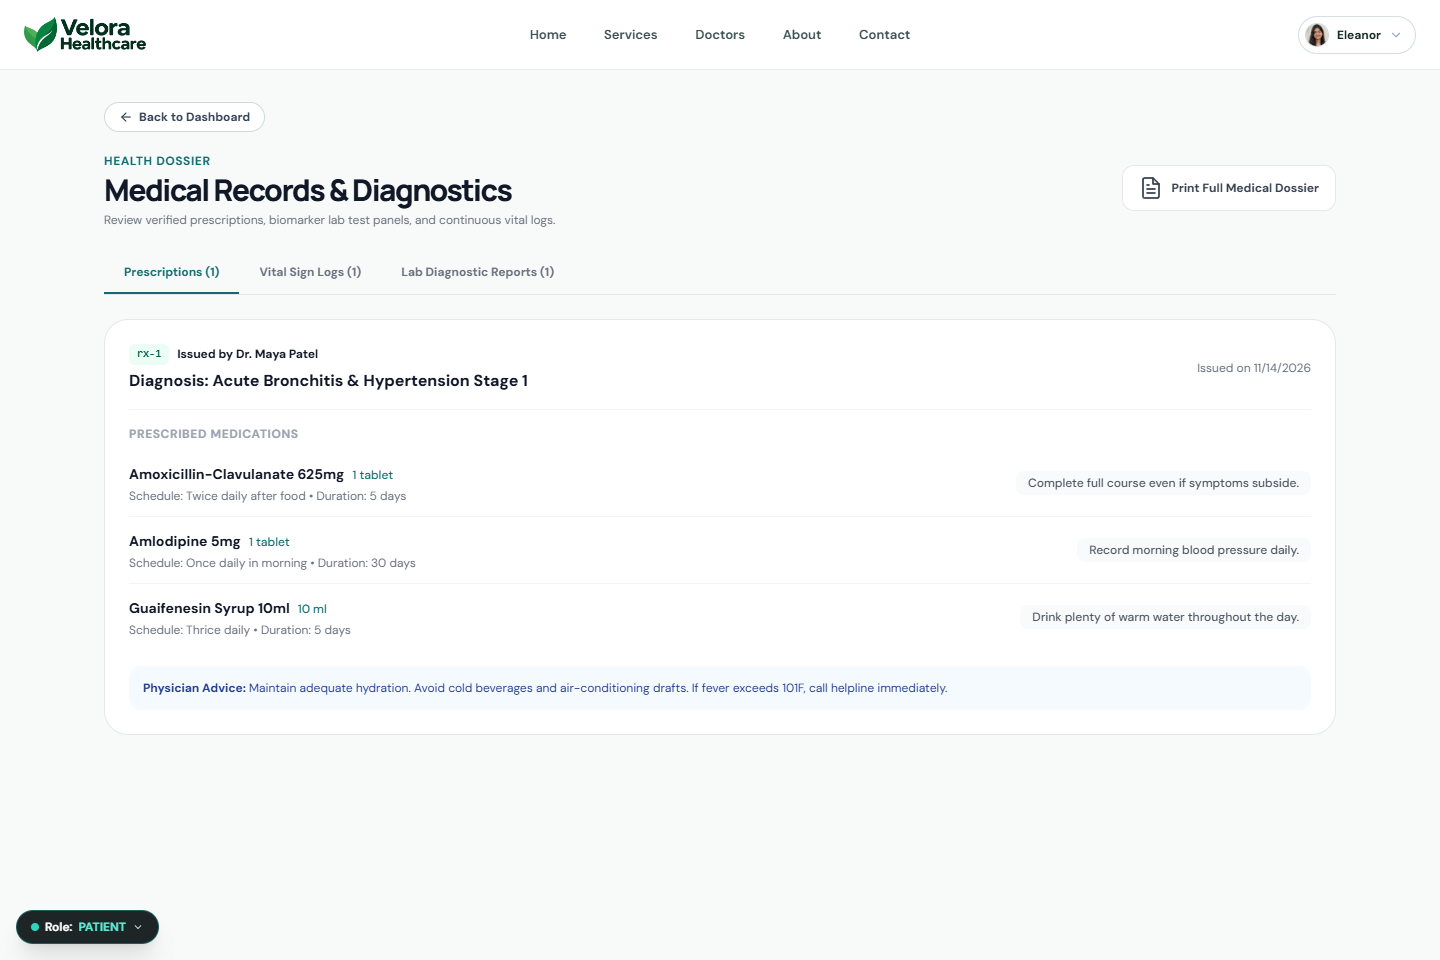 Velora
Healthcare
Home
Services
Doctors
About
Contact
Eleanor
Back to Dashboard
HEALTH DOSSIER
Medical Records & Diagnostics
Review verified prescriptions, biomarker lab test panels, and continuous vital logs.
Print Full Medical Dossier
Prescriptions (1)
Vital Sign Logs (1)
Lab Diagnostic Reports (1)
rx-1 Issued by Dr. Maya Patel
Diagnosis: Acute Bronchitis & Hypertension Stage 1
Issued on 11/14/2026
PRESCRIBED MEDICATIONS
Amoxicillin-Clavulanate 625mg 1 tablet
Schedule: Twice daily after food • Duration: 5 days
Complete full course even if symptoms subside.
Amlodipine 5mg 1 tablet
Schedule: Once daily in morning • Duration: 30 days
Record morning blood pressure daily.
Guaifenesin Syrup 10ml 10 ml
Schedule: Thrice daily • Duration: 5 days
Drink plenty of warm water throughout the day.
Physician Advice: Maintain adequate hydration. Avoid cold beverages and air-conditioning drafts. If fever exceeds 101F, call helpline immediately.
Role: PATIENT